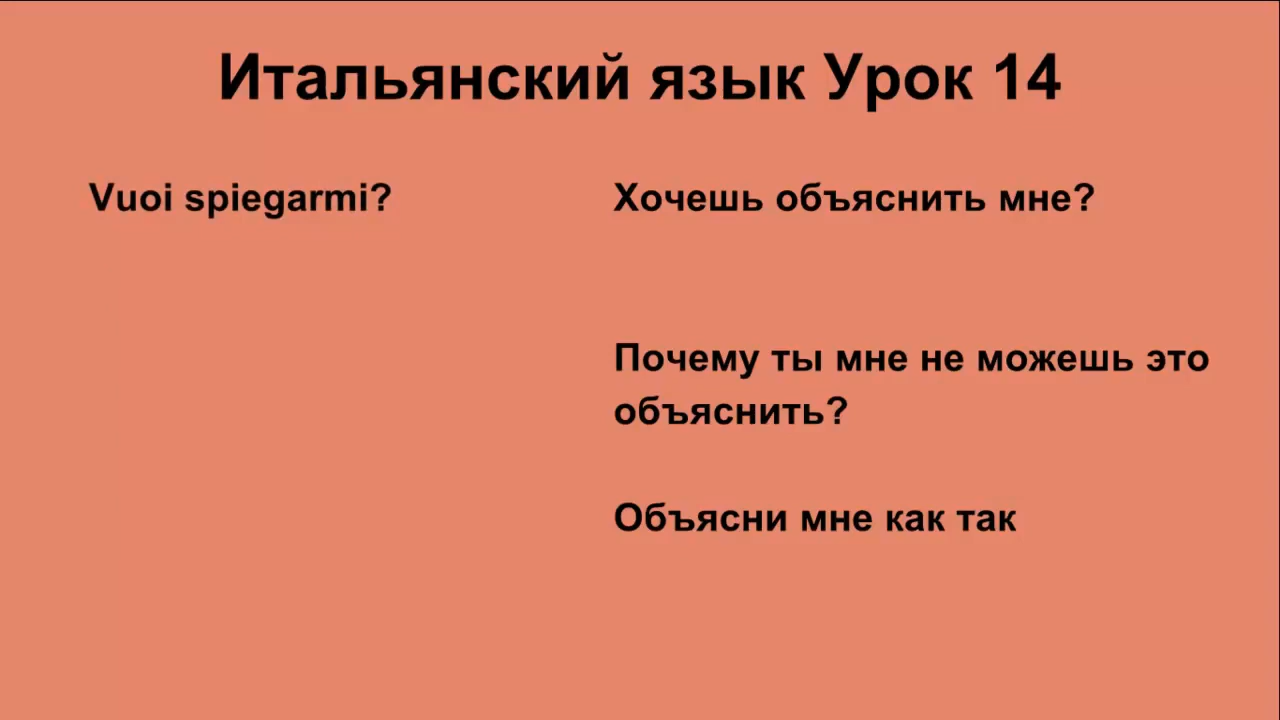 Итальянский язык Урок 14
Vuoi spiegarmi?
Хочешь объяснить мне?
Почему ты мне не можешь это
объяснить?
Объясни мне как так